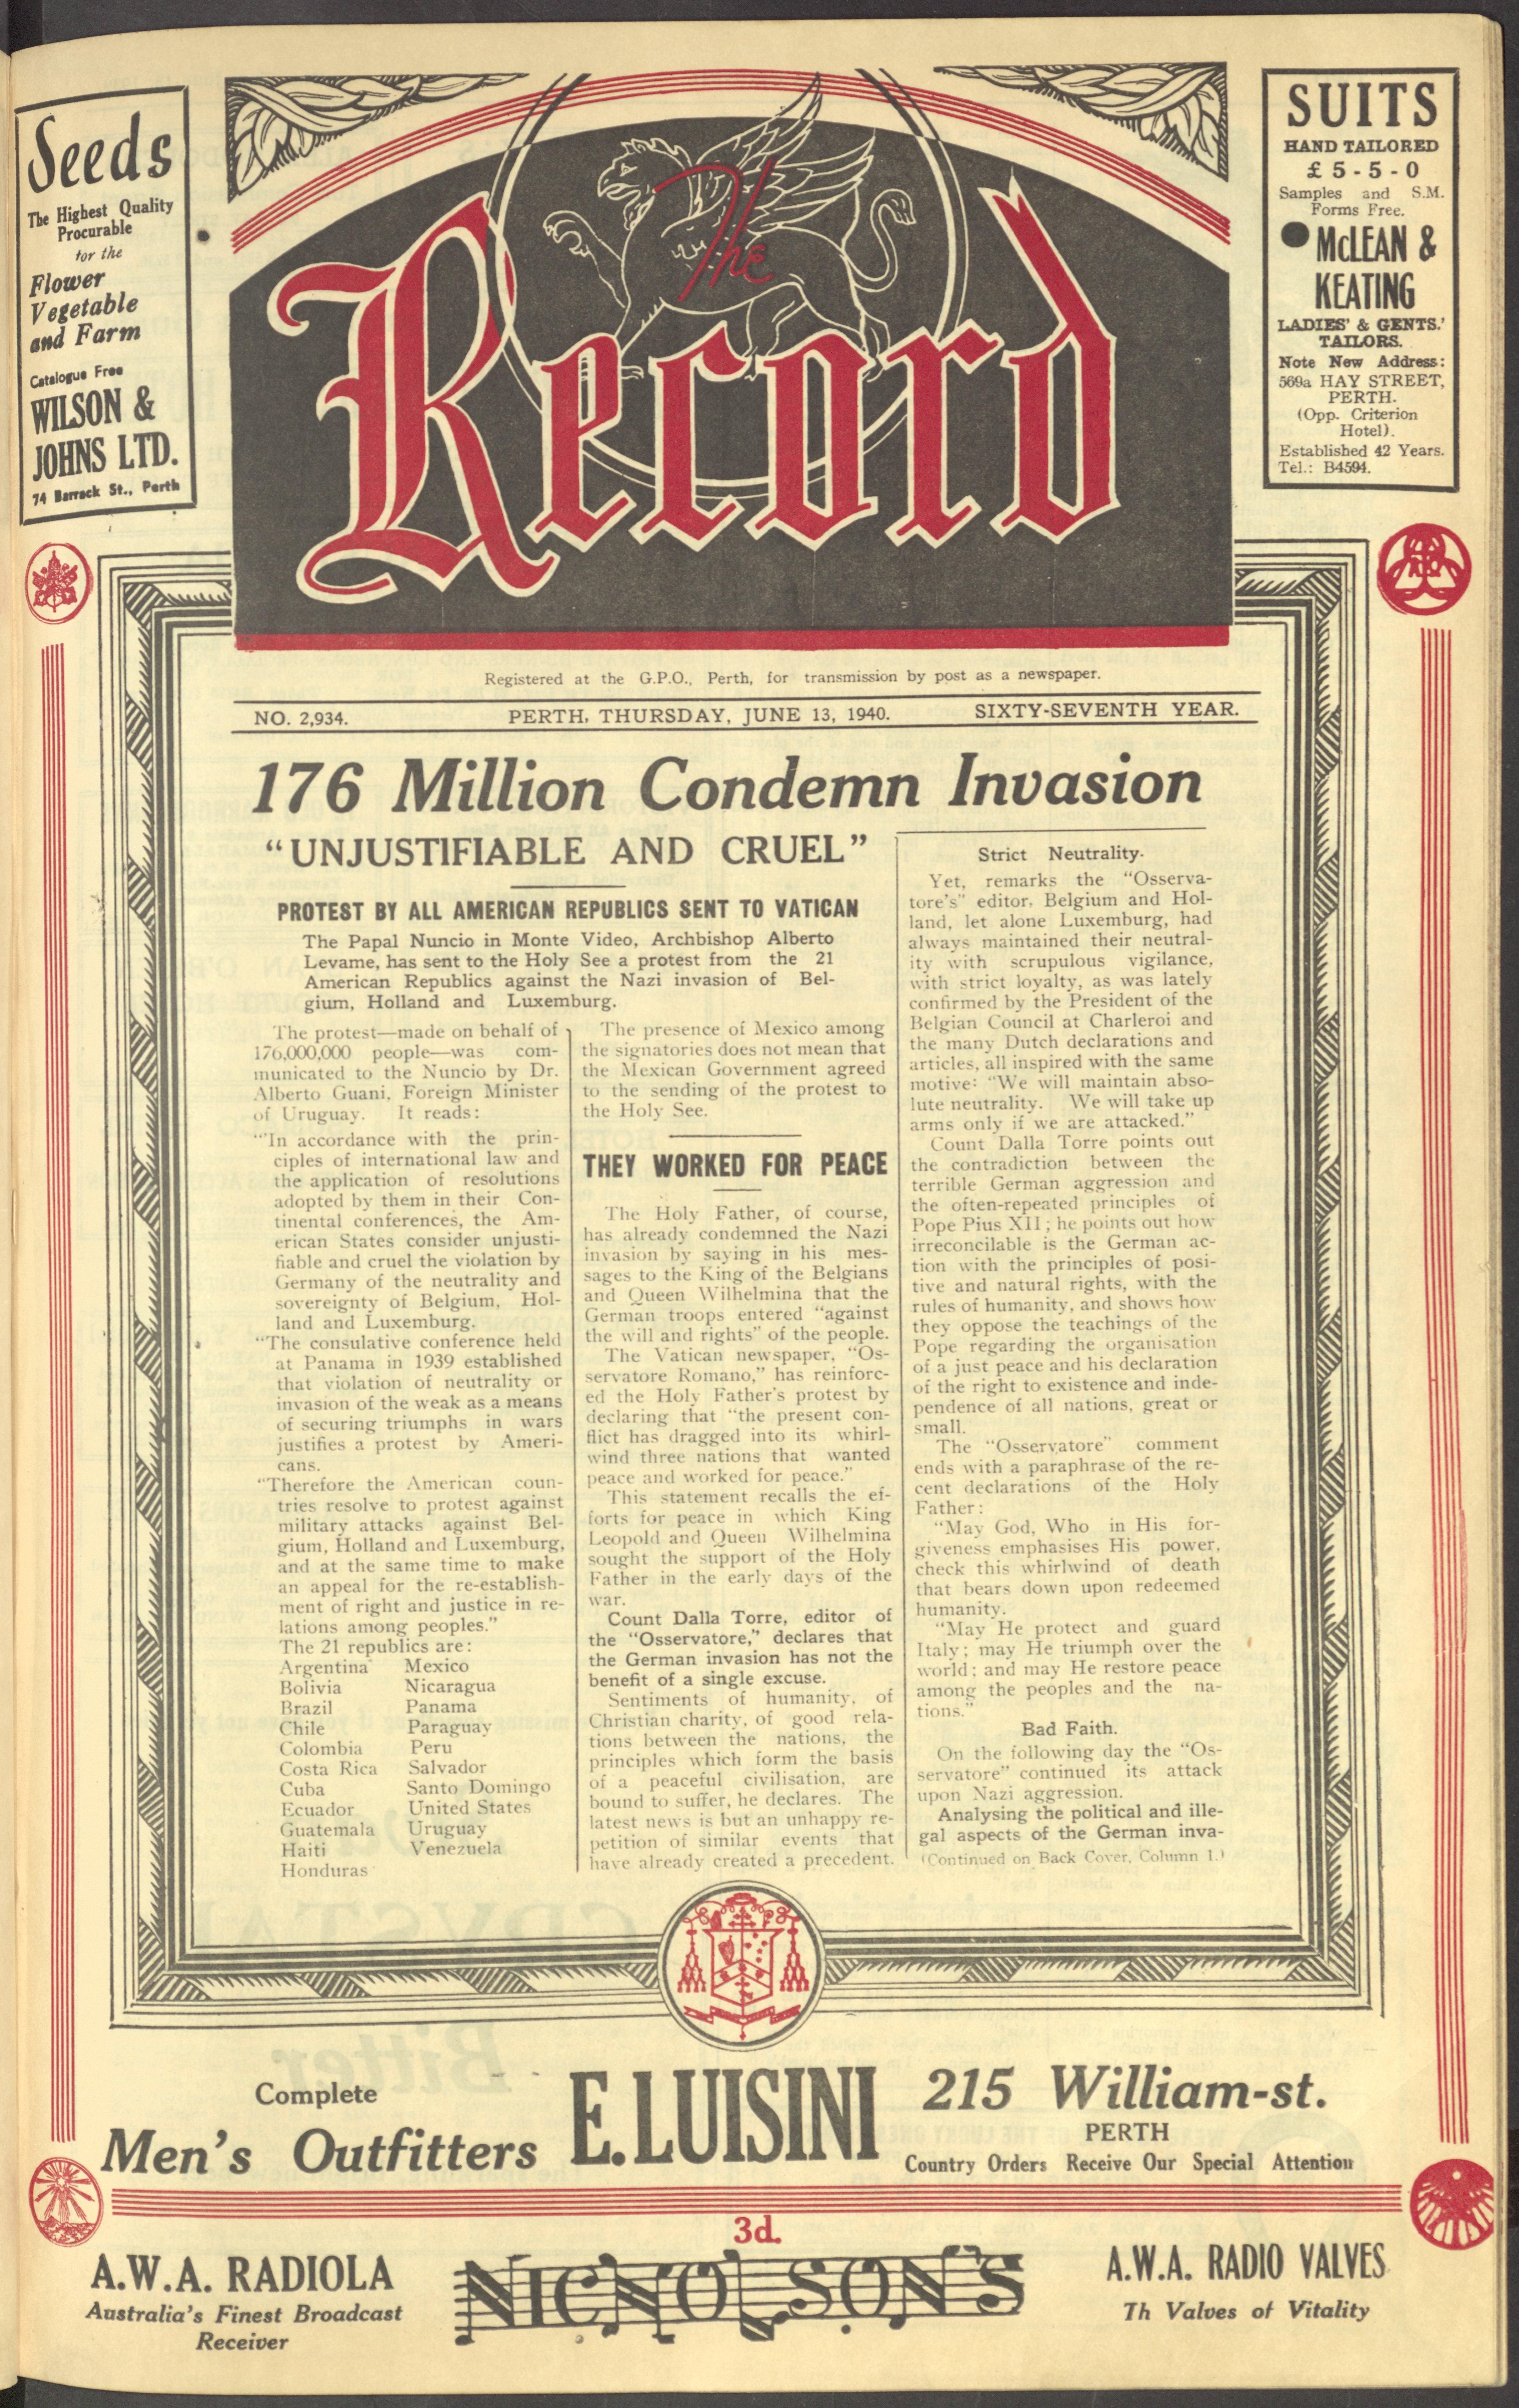 Seeds
The Highest Quality
Procurable
for the
Flower
Vegetable
and Farm
Catalogue Free
WILSON &
JOHNS LTD.
74 Barrack St., Perth
The
Record
SUITS
HAND TAILORED
£5-5-0
Samples and S.M.
Forms Free.
McLEAN &
KEATING
LADIES' & GENTS.'
TAILORS.
Note New Address:
569a HAY STREET,
PERTH.
(Opp. Criterion
Hotel).
Established 42 Years.
Tel.: B4594.
Registered at the G.P.O., Perth, for transmission by post as a newspaper.
NO. 2,934. PERTH, THURSDAY, JUNE 13, 1940. SIXTY-SEVENTH YEAR.
176 Million Condemn Invasion
"UNJUSTIFIABLE AND CRUEL"
PROTEST BY ALL AMERICAN REPUBLICS SENT TO VATICAN
The Papal Nuncio in Monte Video, Archbishop Alberto
Levame, has sent to the Holy See a protest from the 21
American Republics against the Nazi invasion of Bel-
gium, Holland and Luxemburg.
The protest—made on behalf of
176,000,000 people—was com-
municated to the Nuncio by Dr.
Alberto Guani, Foreign Minister
of Uruguay. It reads:
"'In accordance with the prin-
ciples of international law and
the application of resolutions
adopted by them in their Con-
tinental conferences, the Am-
erican States consider unjusti-
fiable and cruel the violation by
Germany of the neutrality and
sovereignty of Belgium, Hol-
land and Luxemburg.
"The consulative conference held
at Panama in 1939 established
that violation of neutrality or
invasion of the weak as a means
of securing triumphs in wars
justifies a protest by Ameri-
cans.
"Therefore the American coun-
tries resolve to protest against
military attacks against Bel-
gium, Holland and Luxemburg,
and at the same time to make
an appeal for the re-establish-
ment of right and justice in re-
lations among peoples."
The 21 republics are:
Argentina Mexico
Bolivia Nicaragua
Brazil Panama
Chile Paraguay
Colombia Peru
Costa Rica Salvador
Cuba Santo Domingo
Ecuador United States
Guatemala Uruguay
Haiti Venezuela
Honduras
The presence of Mexico among
the signatories does not mean that
the Mexican Government agreed
to the sending of the protest to
the Holy See.
THEY WORKED FOR PEACE
The Holy Father, of course,
has already condemned the Nazi
invasion by saying in his mes-
sages to the King of the Belgians
and Queen Wilhelmina that the
German troops entered "against
the will and rights" of the people.
The Vatican newspaper, "Os-
servatore Romano," has reinforc-
ed the Holy Father's protest by
declaring that "the present con-
flict has dragged into its whirl-
wind three nations that wanted
peace and worked for peace."
This statement recalls the ef-
forts for peace in which King
Leopold and Queen Wilhelmina
sought the support of the Holy
Father in the early days of the
war.
Count Dalla Torre, editor of
the "Osservatore," declares that
the German invasion has not the
benefit of a single excuse.
Sentiments of humanity, of
Christian charity, of good rela-
tions between the nations, the
principles which form the basis
of a peaceful civilisation, are
bound to suffer, he declares. The
latest news is but an unhappy re-
petition of similar events that
have already created a precedent.
Strict Neutrality.
Yet, remarks the "Osserva-
tore's" editor, Belgium and Hol-
land, let alone Luxemburg, had
always maintained their neutral-
ity with scrupulous vigilance,
with strict loyalty, as was lately
confirmed by the President of the
Belgian Council at Charleroi and
the many Dutch declarations and
articles, all inspired with the same
motive: "We will maintain abso-
lute neutrality. We will take up
arms only if we are attacked."
Count Dalla Torre points out
the contradiction between the
terrible German aggression and
the often-repeated principles of
Pope Pius XII; he points out how
irreconcilable is the German ac-
tion with the principles of posi-
tive and natural rights, with the
rules of humanity, and shows how
they oppose the teachings of the
Pope regarding the organisation
of a just peace and his declaration
of the right to existence and inde-
pendence of all nations, great or
small.
The "Osservatore" comment
ends with a paraphrase of the re-
cent declarations of the Holy
Father:
"May God, Who in His for-
giveness emphasises His power,
check this whirlwind of death
that bears down upon redeemed
humanity.
"May He protect and guard
Italy; may He triumph over the
world; and may He restore peace
among the peoples and the na-
tions."
Bad Faith.
On the following day the "Os-
servatore" continued its attack
upon Nazi aggression.
Analysing the political and ille-
gal aspects of the German inva-
(Continued on Back Cover, Column 1.)
Complete
Men's Outfitters
E. LUISINI
215 William-st.
PERTH
Country Orders Receive Our Special Attention
3d.
A.W.A. RADIOLA
Australia's Finest Broadcast
Receiver
NICHOLSON'S
A.W.A. RADIO VALVES
Th Valves of Vitality